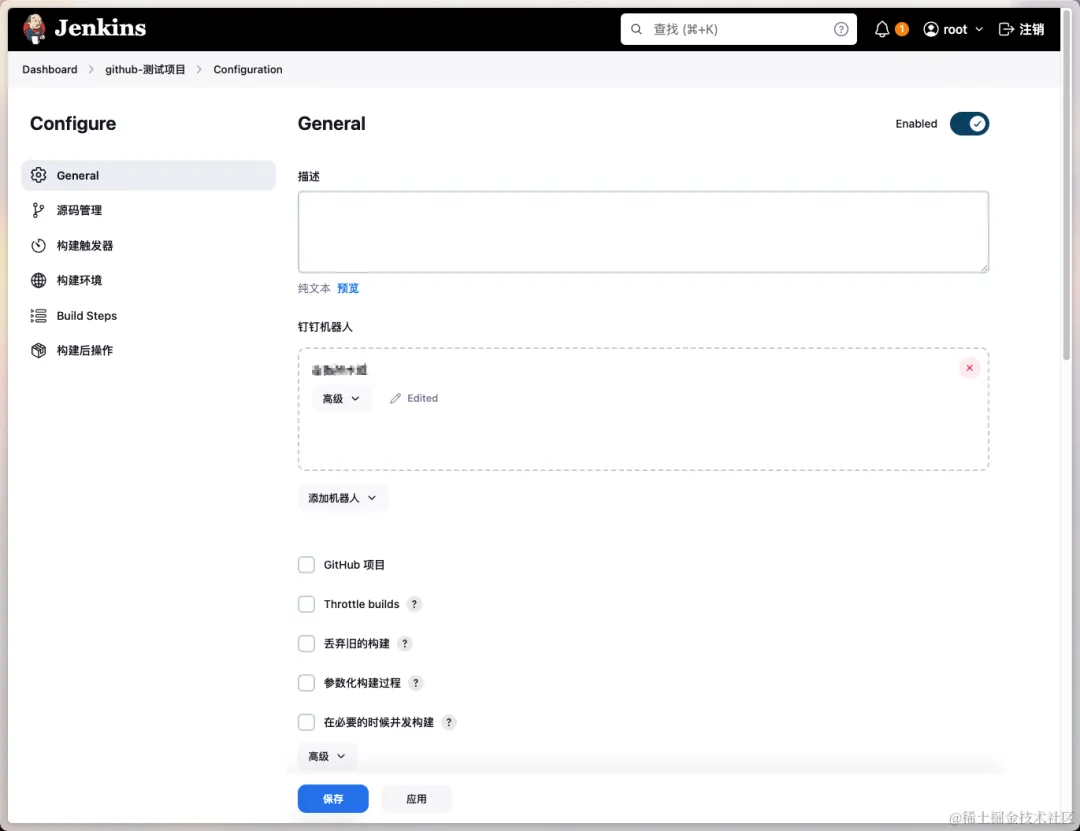 Jenkins
查找 (⌘+K)
1
root
注销
Dashboard
github-测试项目
Configuration
Configure
General
源码管理
构建触发器
构建环境
Build Steps
构建后操作
General
Enabled
描述
纯文本 预览
钉钉机器人
高级
Edited
添加机器人
GitHub 项目
Throttle builds ?
丢弃旧的构建 ?
参数化构建过程 ?
在必要的时候并发构建 ?
高级
保存
应用
@稀土掘金技术社区